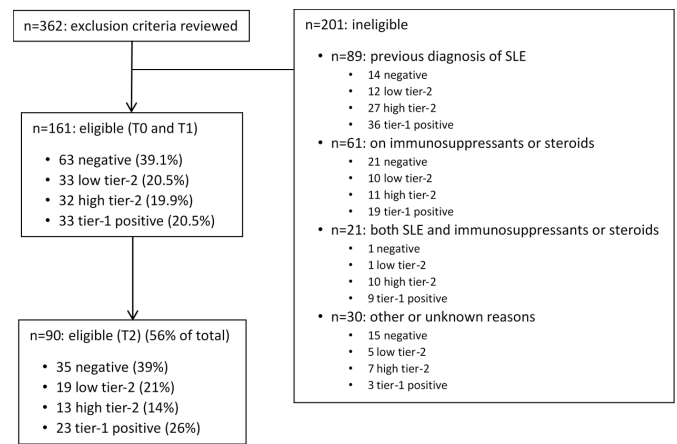 n=362: exclusion criteria reviewed
n=161: eligible (T0 and T1)
• 63 negative (39.1%)
• 33 low tier-2 (20.5%)
• 32 high tier-2 (19.9%)
• 33 tier-1 positive (20.5%)
n=90: eligible (T2) (56% of total)
• 35 negative (39%)
• 19 low tier-2 (21%)
• 13 high tier-2 (14%)
• 23 tier-1 positive (26%)
n=201: ineligible
• n=89: previous diagnosis of SLE
• 14 negative
• 12 low tier-2
• 27 high tier-2
• 36 tier-1 positive
• n=61: on immunosuppressants or steroids
• 21 negative
• 10 low tier-2
• 11 high tier-2
• 19 tier-1 positive
• n=21: both SLE and immunosuppressants or steroids
• 1 negative
• 1 low tier-2
• 10 high tier-2
• 9 tier-1 positive
• n=30: other or unknown reasons
• 15 negative
• 5 low tier-2
• 7 high tier-2
• 3 tier-1 positive